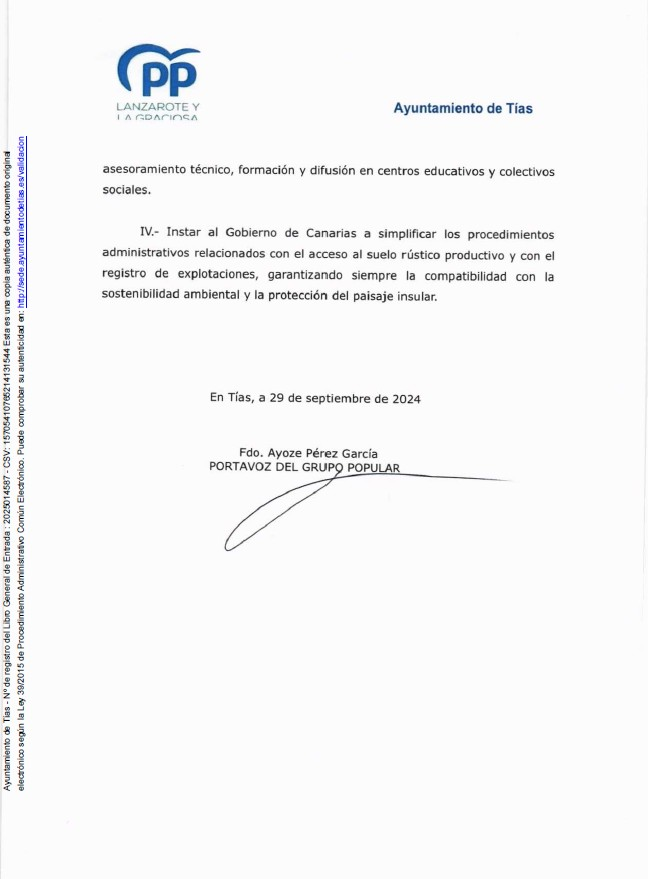 PP
LANZAROTE Y
LA GRACIOSA
Ayuntamiento de Tías
asesoramiento técnico, formación y difusión en centros educativos y colectivos
sociales.
IV.- Instar al Gobierno de Canarias a simplificar los procedimientos
administrativos relacionados con el acceso al suelo rústico productivo y con el
registro de explotaciones, garantizando siempre la compatibilidad con la
sostenibilidad ambiental y la protección del paisaje insular.
En Tías, a 29 de septiembre de 2024
Fdo. Ayoze Pérez García
PORTAVOZ DEL GRUPO POPULAR
Ayuntamiento de Tías - Nº de registro del Libro General de Entrada : 2025014587 - CSV: 15705410765214131544 Esta es una copia auténtica de documento original
electrónico según la Ley 39/2015 de Procedimiento Administrativo Común Electrónico. Puede comprobar su autenticidad en: http://sede.ayuntamientodetias.es/validacion